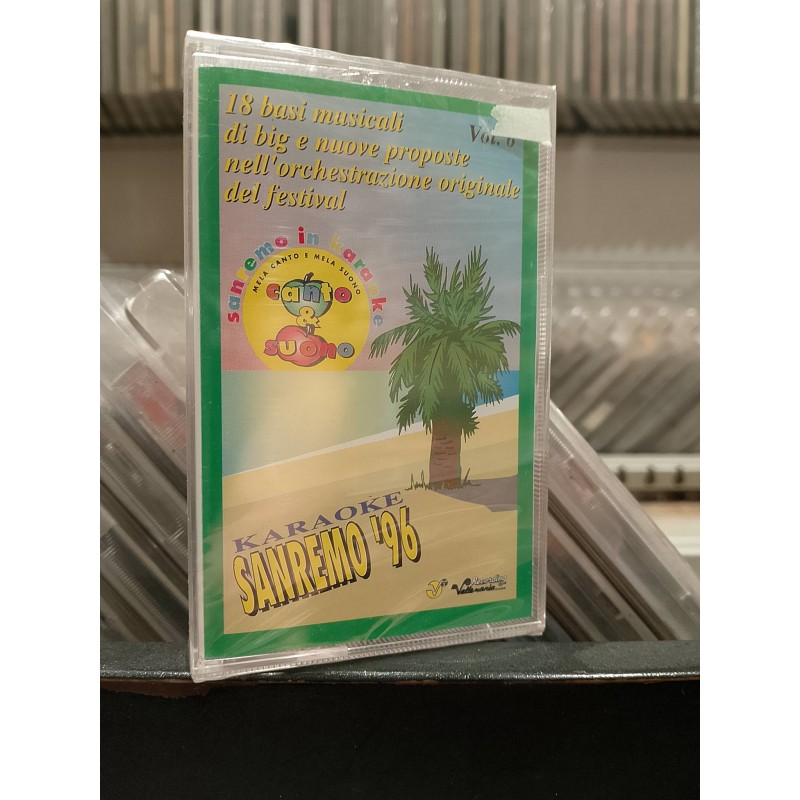 18 basi musicali
di big e nuove proposte
nell'orchestrazione originale
del festival
Vol. 6
sanremo in karaoke
MELA CANTO E MELA SUONO
canto
&
suono
KARAOKE
SANREMO '96
Recording